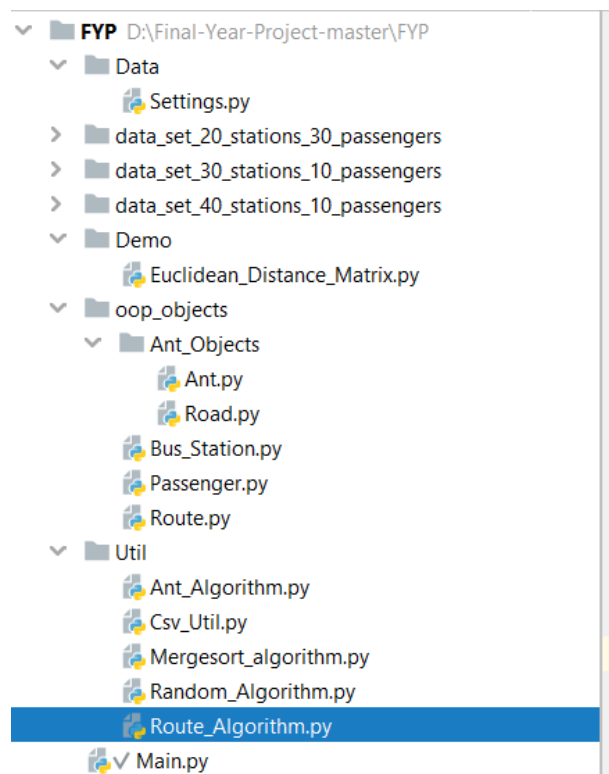 FYP D:\Final-Year-Project-master\FYP
Data
Settings.py
data_set_20_stations_30_passengers
data_set_30_stations_10_passengers
data_set_40_stations_10_passengers
Demo
Euclidean_Distance_Matrix.py
oop_objects
Ant_Objects
Ant.py
Road.py
Bus_Station.py
Passenger.py
Route.py
Util
Ant_Algorithm.py
Csv_Util.py
Mergesort_algorithm.py
Random_Algorithm.py
Route_Algorithm.py
Main.py